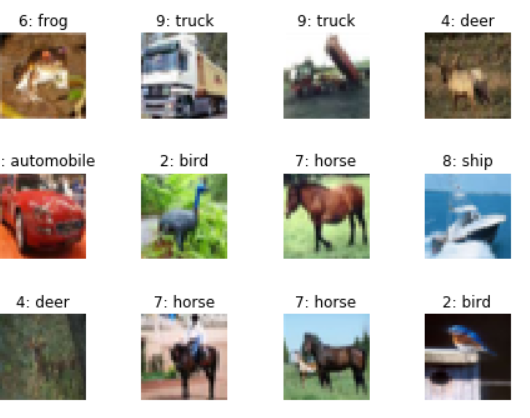 6: frog
9: truck
9: truck
4: deer
: automobile
2: bird
7: horse
8: ship
4: deer
7: horse
7: horse
2: bird